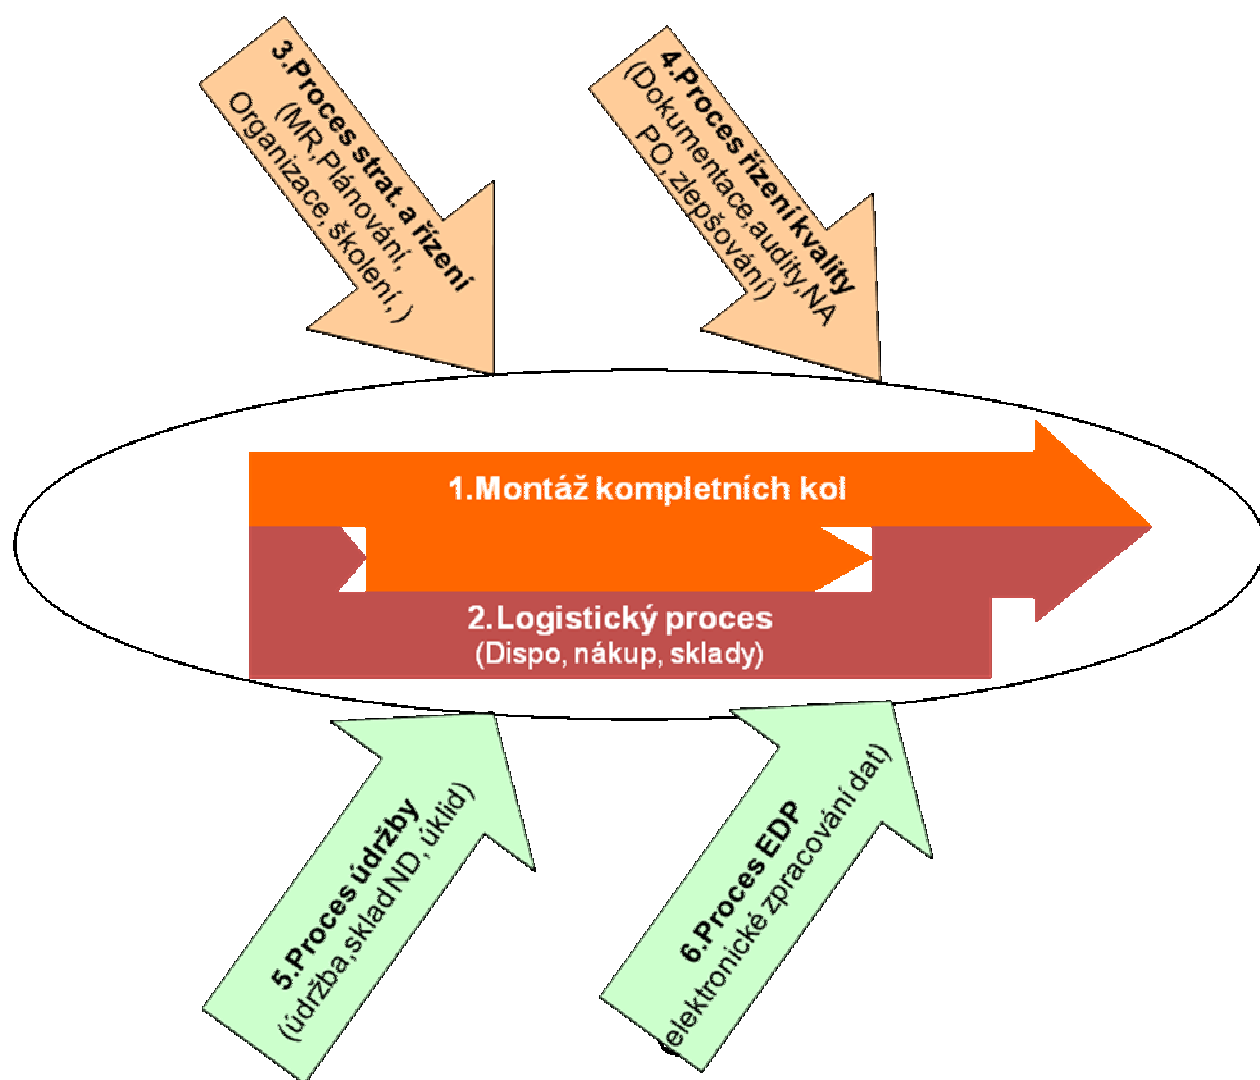 3.Proces strat. a řízení
(MR,Plánování,
Organizace, školení, )
4.Proces řízení kvality
(Dokumentace,audity,NA
PO, zlepšování)
1.Montáž kompletních kol
2.Logistický proces
(Dispo, nákup, sklady)
5.Proces údržby
(údržba,sklad ND, úklid)
6.Proces EDP
(elektronické zpracování dat)